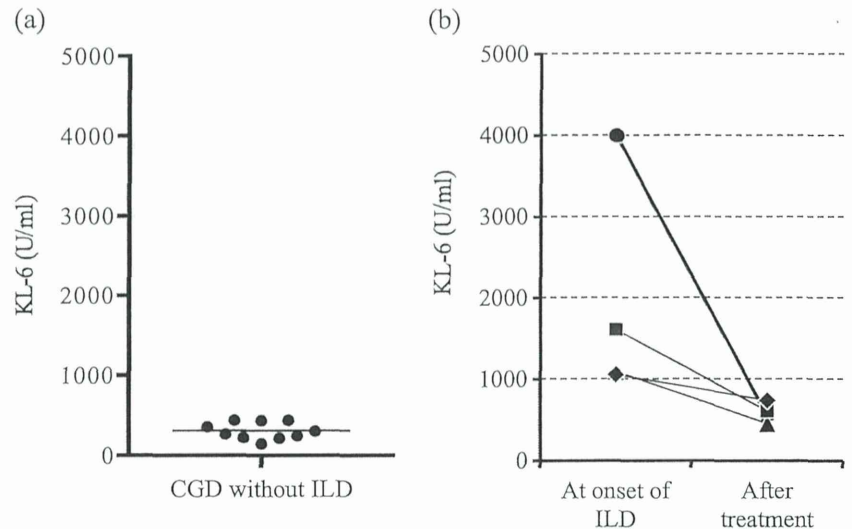 (a)
5000
4000
3000
2000
1000
0
KL-6 (U/ml)
CGD without ILD
(b)
5000
4000
3000
2000
1000
0
KL-6 (U/ml)
At onset of
ILD
After
treatment